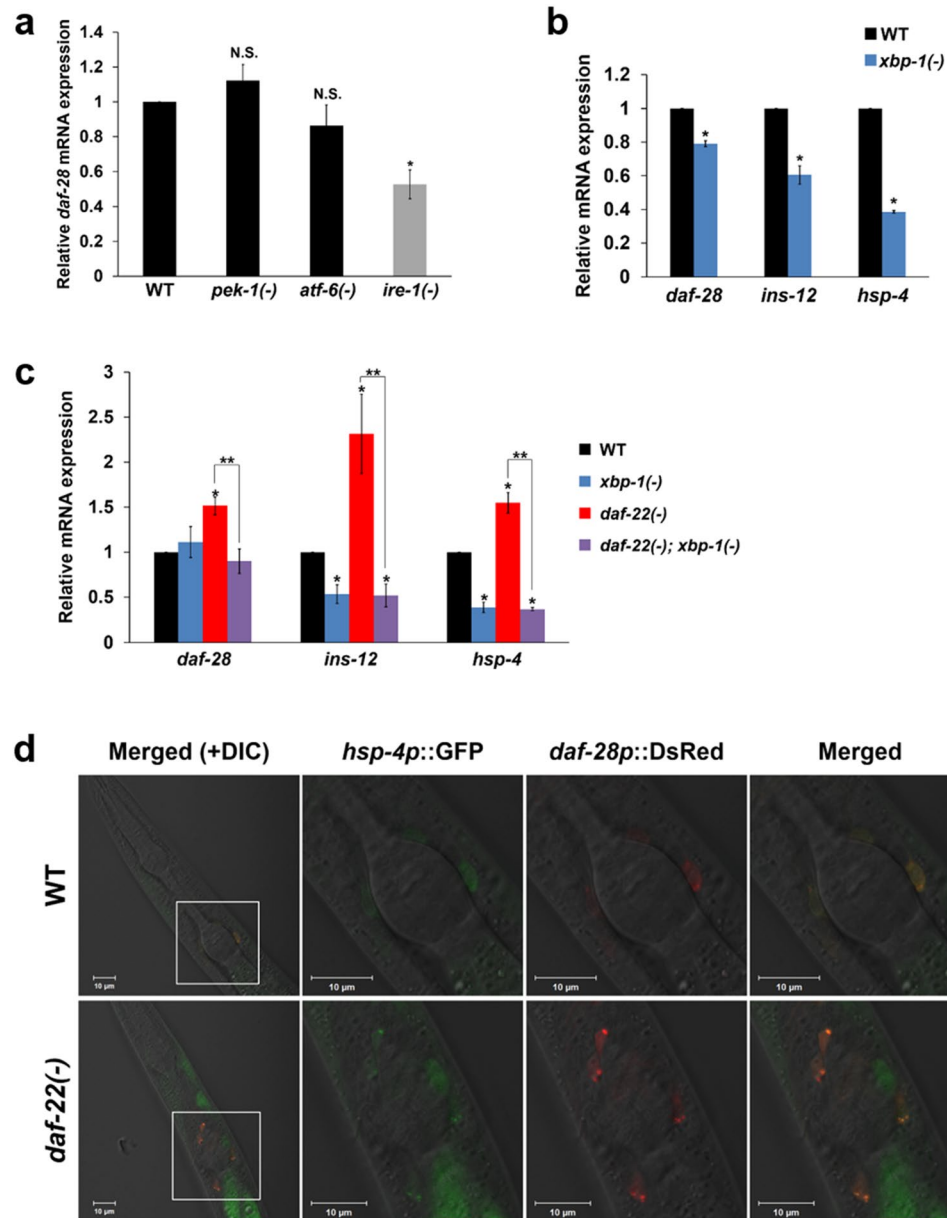 a
Relative daf-28 mRNA expression
1.4
1.2
1
0.8
0.6
0.4
0.2
0
N.S.
N.S.
*
WT
pek-1(-)
atf-6(-)
ire-1(-)
b
WT
xbp-1(-)
Relative mRNA expression
1.2
1
0.8
0.6
0.4
0.2
0
*
*
*
daf-28
ins-12
hsp-4
c
Relative mRNA expression
3
2.5
2
1.5
1
0.5
0
**
*
**
*
*
*
**
*
*
*
daf-28
ins-12
hsp-4
WT
xbp-1(-)
daf-22(-)
daf-22(-); xbp-1(-)
d
Merged (+DIC)
hsp-4p::GFP
daf-28p::DsRed
Merged
WT
10 μm
10 μm
10 μm
10 μm
daf-22(-)
10 μm
10 μm
10 μm
10 μm